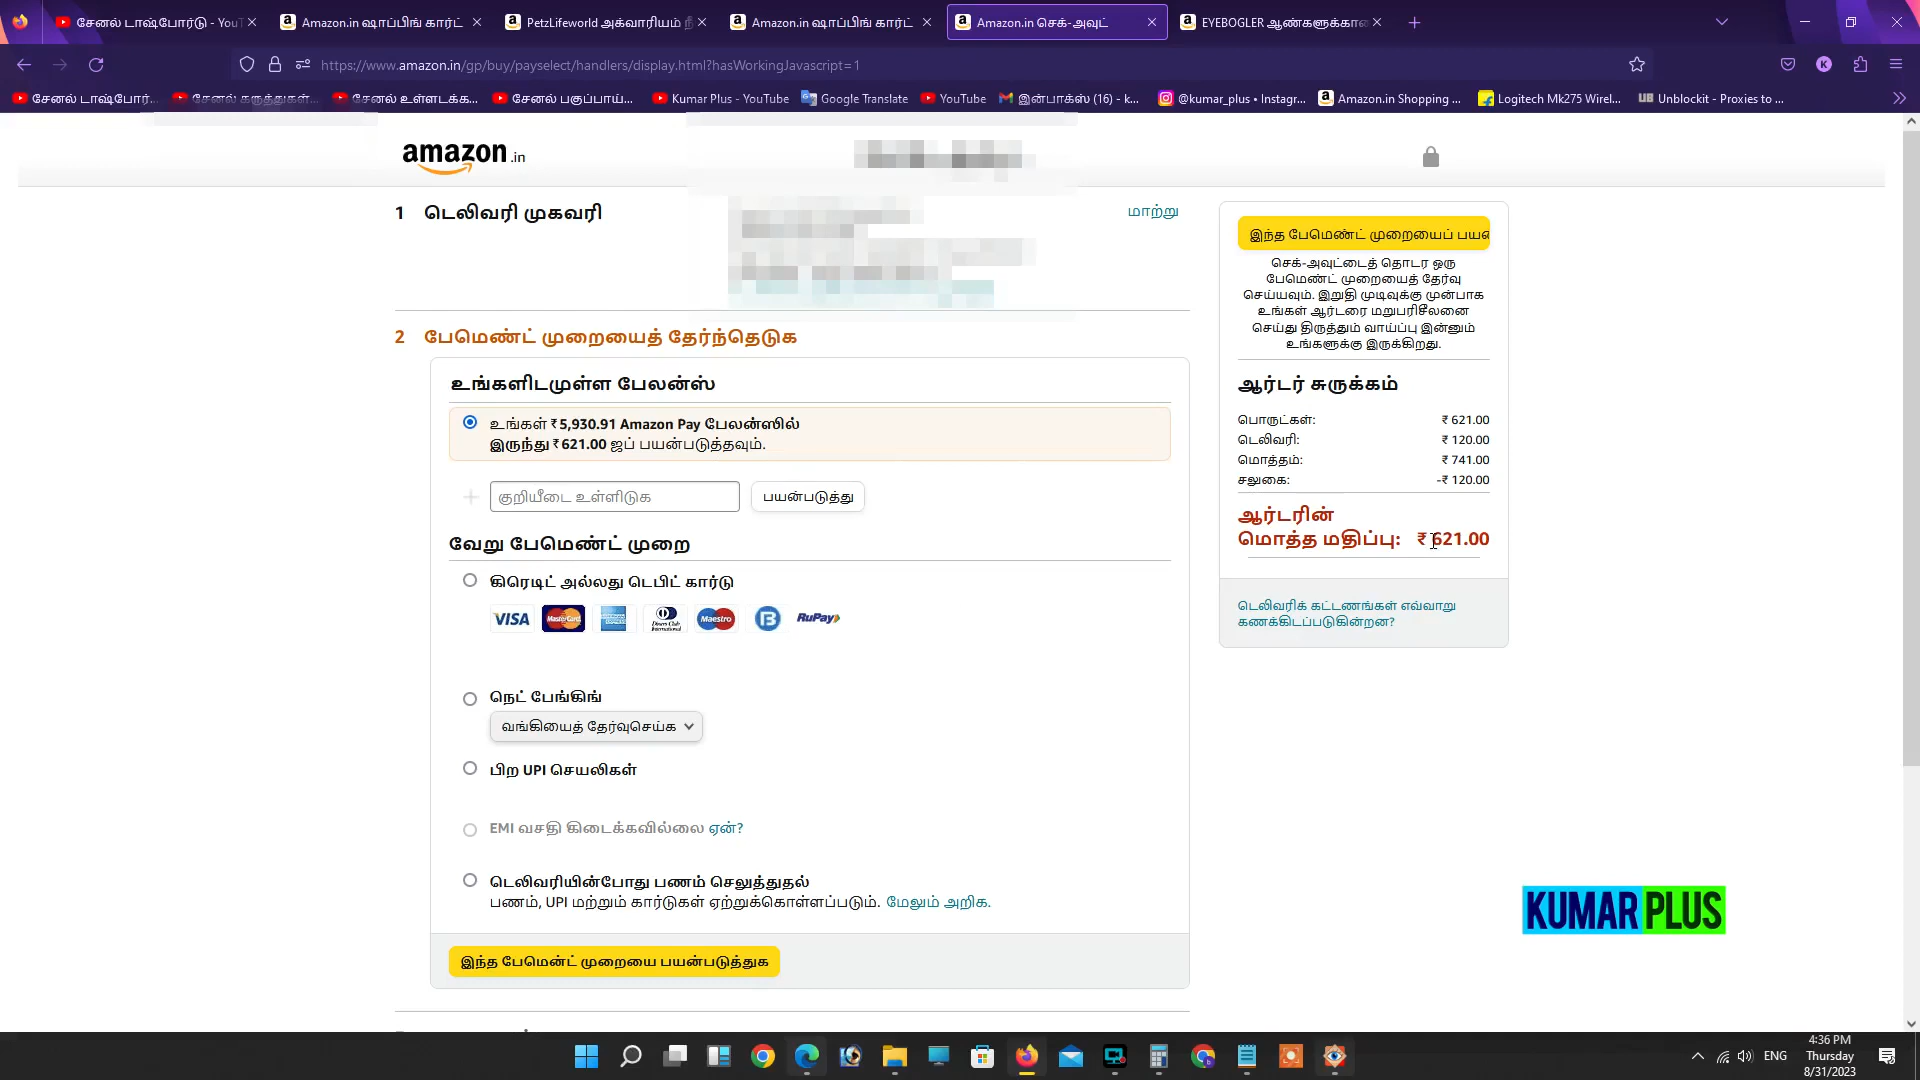 சேனல் டாஷ்போர்டு - YouT
Amazon.in ஷாப்பிங் கார்ட்
PetzLifeworld அக்வாரியம் நீ
Amazon.in ஷாப்பிங் கார்ட்
Amazon.in செக்-அவுட்
EYEBOGLER ஆண்களுக்கான
https://www.amazon.in/gp/buy/payselect/handlers/display.html?hasWorkingJavascript=1
K
சேனல் டாஷ்போர்...
சேனல் கருத்துகள்...
சேனல் உள்ளடக்க...
சேனல் பகுப்பாய்...
Kumar Plus - YouTube
Google Translate
YouTube
இன்பாக்ஸ் (16) - k...
@kumar_plus • Instagr...
Amazon.in Shopping ...
Logitech Mk275 Wirel...
Unblockit - Proxies to ...
amazon.in
1 டெலிவரி முகவரி
மாற்று
2 பேமெண்ட் முறையைத் தேர்ந்தெடுக
உங்களிடமுள்ள பேலன்ஸ்
உங்கள் ₹5,930.91 Amazon Pay பேலன்ஸில்
இருந்து ₹621.00 ஐப் பயன்படுத்தவும்.
குறியீடை உள்ளிடுக
பயன்படுத்து
வேறு பேமெண்ட் முறை
கிரெடிட் அல்லது டெபிட் கார்டு
VISA MasterCard Diners Club International Maestro B RuPay
நெட் பேங்கிங்
வங்கியைத் தேர்வுசெய்க
பிற UPI செயலிகள்
EMI வசதி கிடைக்கவில்லை ஏன்?
டெலிவரியின்போது பணம் செலுத்துதல்
பணம், UPI மற்றும் கார்டுகள் ஏற்றுக்கொள்ளப்படும். மேலும் அறிக.
இந்த பேமென்ட் முறையை பயன்படுத்துக
இந்த பேமெண்ட் முறையைப் பயன
செக்-அவுட்டைத் தொடர ஒரு
பேமெண்ட் முறையைத் தேர்வு
செய்யவும். இறுதி முடிவுக்கு முன்பாக
உங்கள் ஆர்டரை மறுபரிசீலனை
செய்து திருத்தும் வாய்ப்பு இன்னும்
உங்களுக்கு இருக்கிறது.
ஆர்டர் சுருக்கம்
பொருட்கள்: ₹ 621.00
டெலிவரி: ₹ 120.00
மொத்தம்: ₹ 741.00
சலுகை: -₹ 120.00
ஆர்டரின்
மொத்த மதிப்பு: ₹ 621.00
டெலிவரிக் கட்டணங்கள் எவ்வாறு
கணக்கிடப்படுகின்றன?
KUMAR PLUS
ENG
4:36 PM
Thursday
8/31/2023